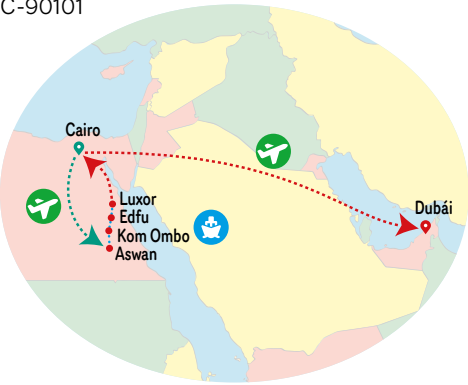 C-90101
Cairo
Luxor
Edfu
Kom Ombo
Aswan
Dubái